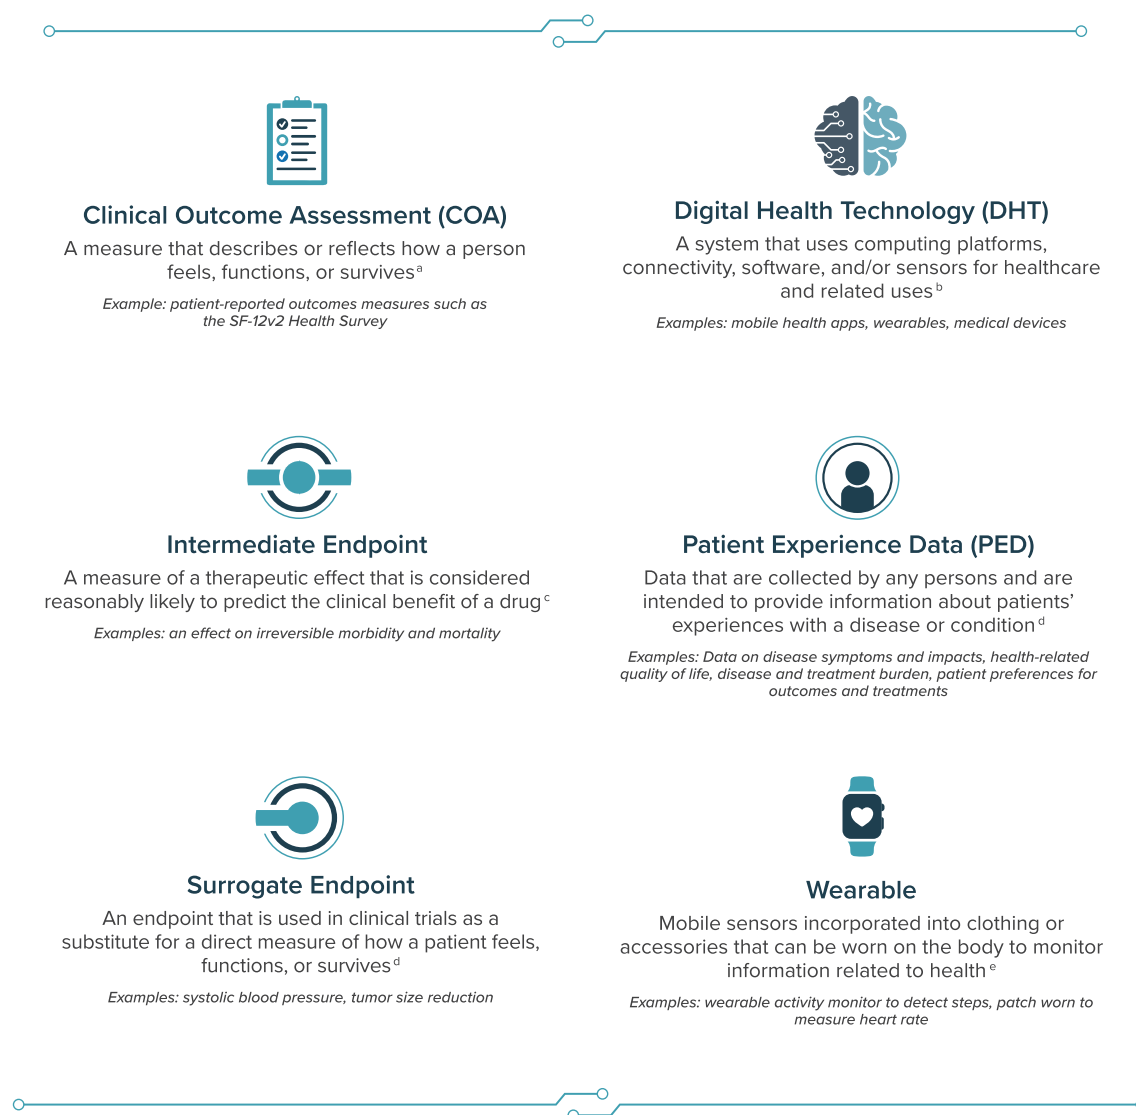 Clinical Outcome Assessment (COA)
A measure that describes or reflects how a person
feels, functions, or survives a
Example: patient-reported outcomes measures such as
the SF-12v2 Health Survey
Digital Health Technology (DHT)
A system that uses computing platforms,
connectivity, software, and/or sensors for healthcare
and related uses b
Examples: mobile health apps, wearables, medical devices
Intermediate Endpoint
A measure of a therapeutic effect that is considered
reasonably likely to predict the clinical benefit of a drug c
Examples: an effect on irreversible morbidity and mortality
Patient Experience Data (PED)
Data that are collected by any persons and are
intended to provide information about patients’
experiences with a disease or condition d
Examples: Data on disease symptoms and impacts, health-related
quality of life, disease and treatment burden, patient preferences for
outcomes and treatments
Surrogate Endpoint
An endpoint that is used in clinical trials as a
substitute for a direct measure of how a patient feels,
functions, or survives d
Examples: systolic blood pressure, tumor size reduction
Wearable
Mobile sensors incorporated into clothing or
accessories that can be worn on the body to monitor
information related to health e
Examples: wearable activity monitor to detect steps, patch worn to
measure heart rate